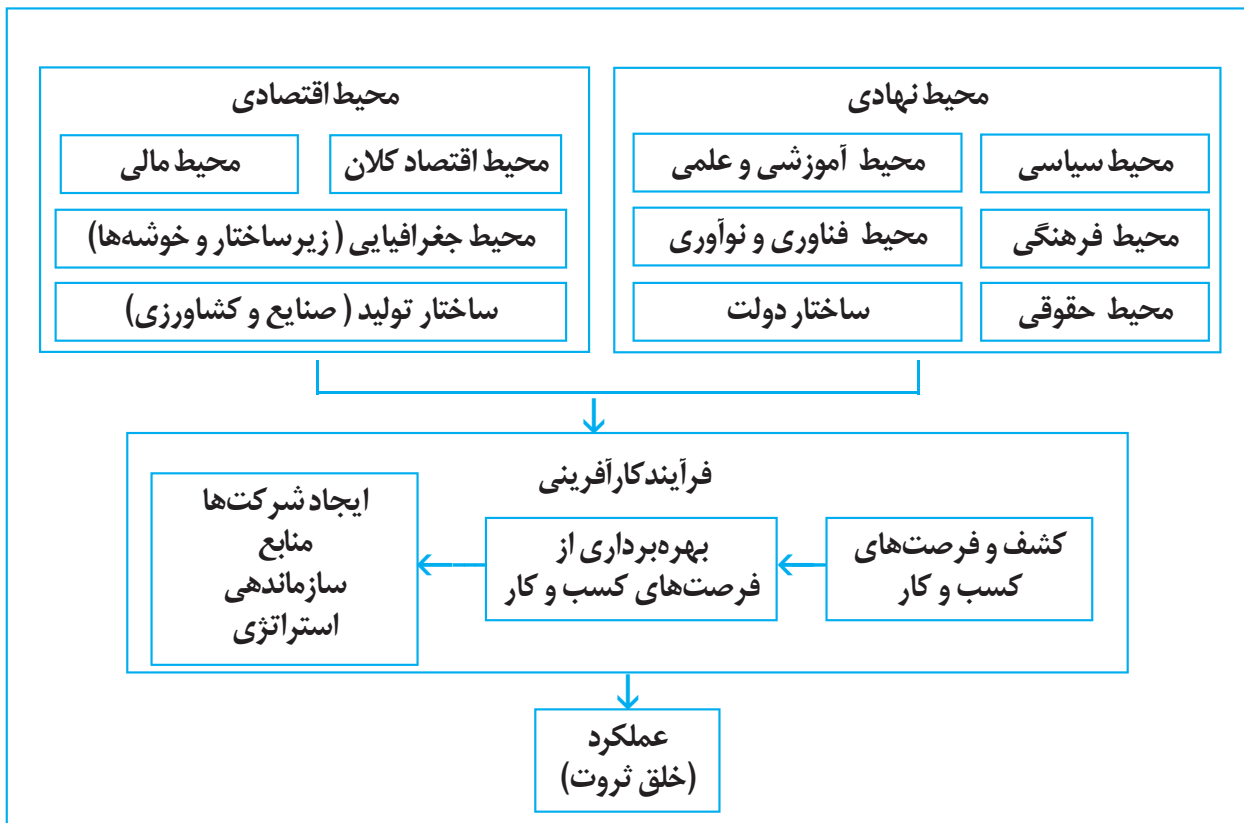 محیط نهادی
محیط سیاسی
محیط آموزشی و علمی
محیط فرهنگی
محیط فناوری و نوآوری
محیط حقوقی
ساختار دولت
محیط اقتصادی
محیط اقتصاد کلان
محیط مالی
محیط جغرافیایی (زیرساختار و خوشه‌ها)
ساختار تولید (صنایع و کشاورزی)
فرآیند کارآفرینی
کشف و فرصت‌های
کسب و کار
بهره‌برداری از
فرصت‌های کسب و کار
ایجاد شرکت‌ها
منابع
سازماندهی
استراتژی
عملکرد
(خلق ثروت)